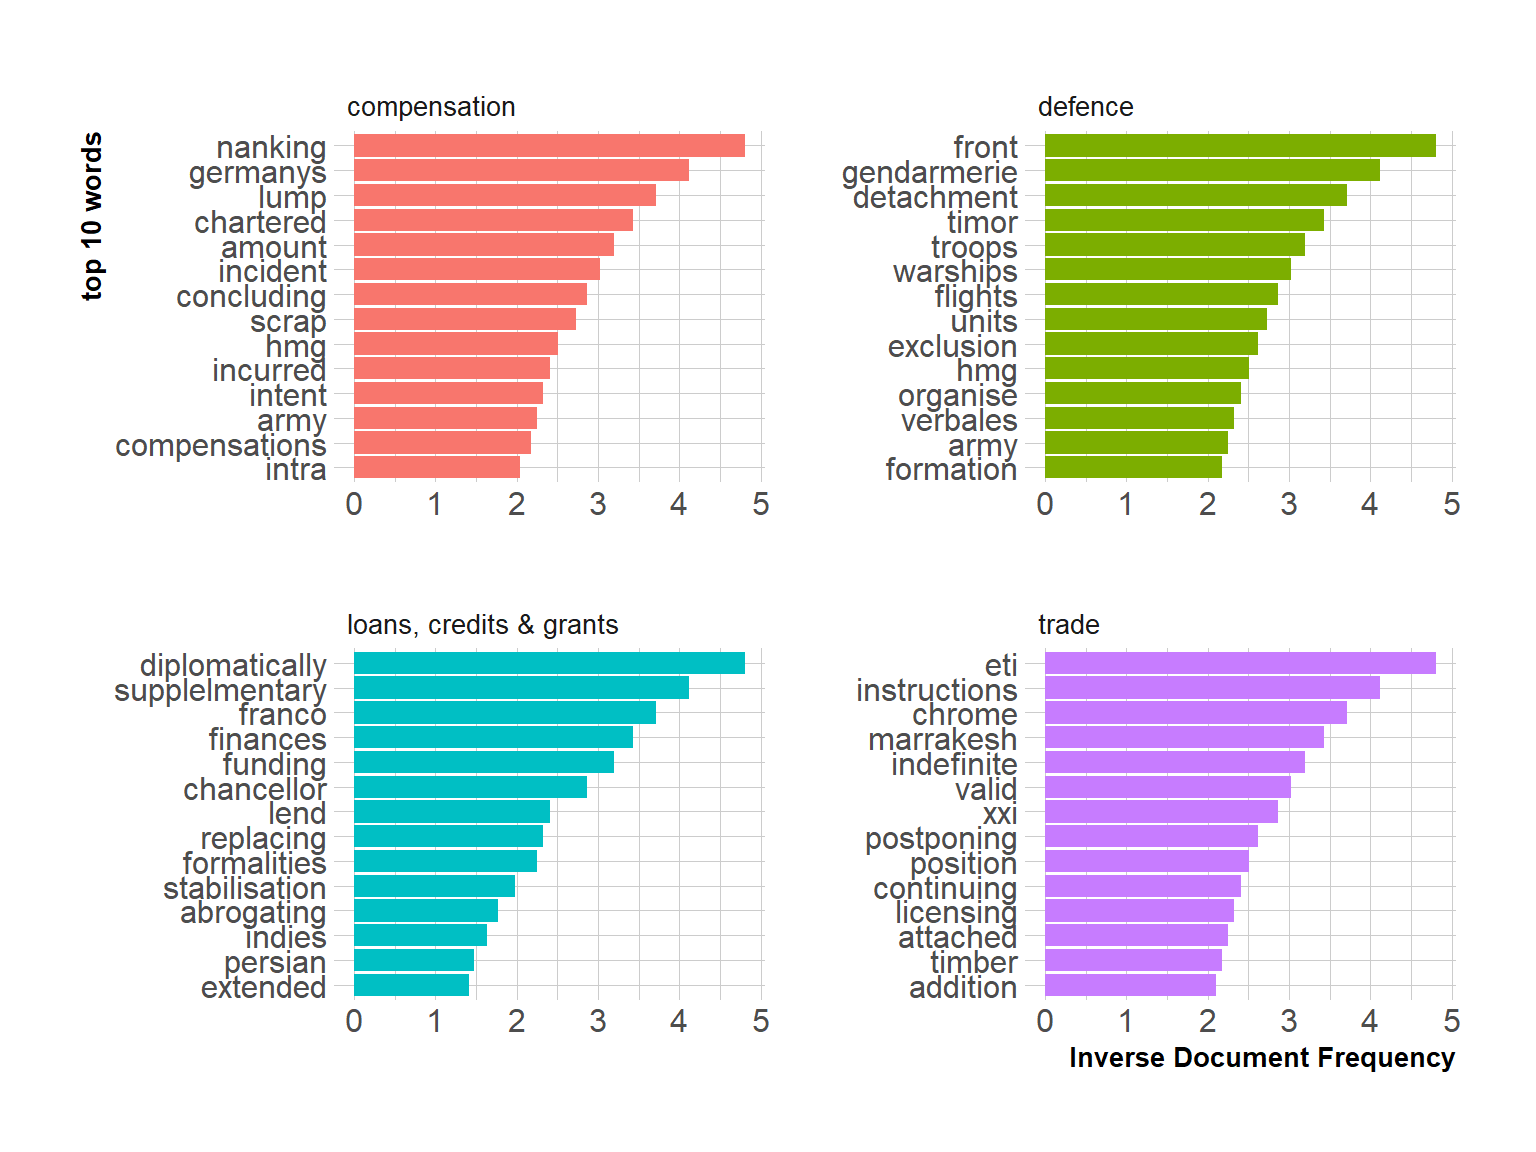 compensation
top 10 words
nanking
germanys
lump
chartered
amount
incident
concluding
scrap
hmg
incurred
intent
army
compensations
intra
0 1 2 3 4 5
defence
front
gendarmerie
detachment
timor
troops
warships
flights
units
exclusion
hmg
organise
verbales
army
formation
0 1 2 3 4 5
loans, credits & grants
diplomatically
supplelmentary
franco
finances
funding
chancellor
lend
replacing
formalities
stabilisation
abrogating
indies
persian
extended
0 1 2 3 4 5
trade
eti
instructions
chrome
marrakesh
indefinite
valid
xxi
postponing
position
continuing
licensing
attached
timber
addition
0 1 2 3 4 5
Inverse Document Frequency